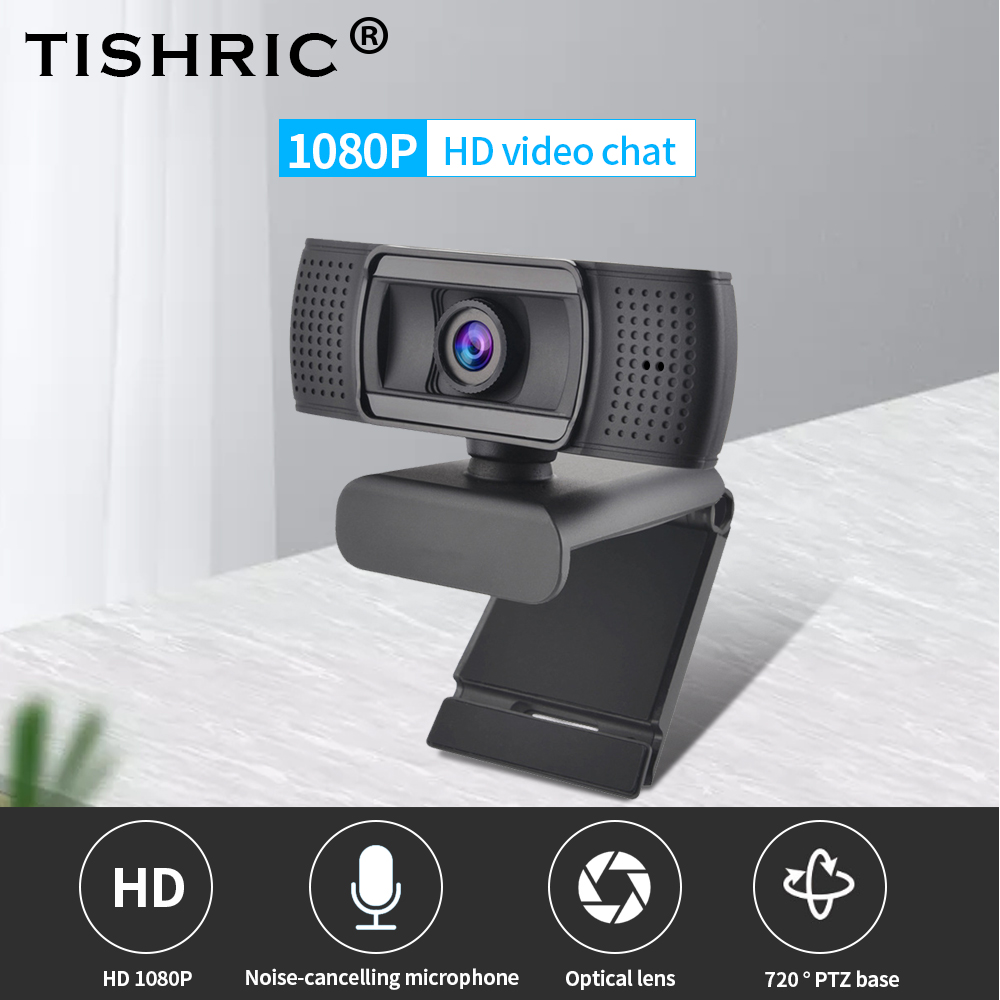 TISHRIC®
1080P HD video chat
HD
HD 1080P Noise-cancelling microphone Optical lens 720 ° PTZ base